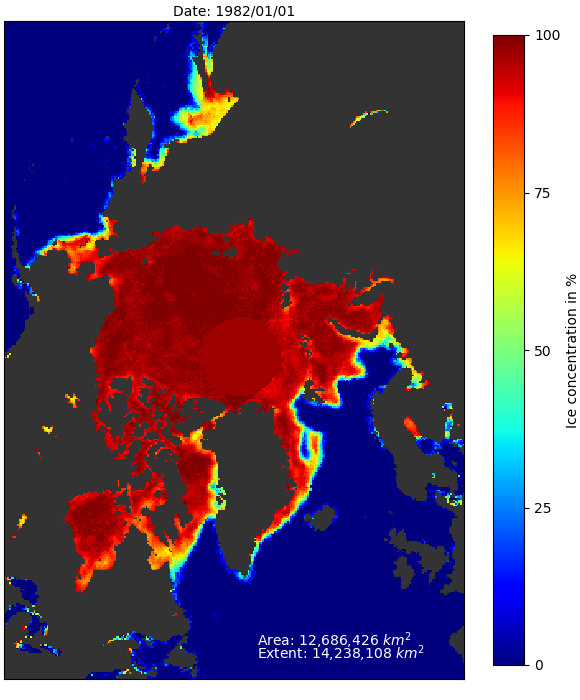 Date: 1982/01/01
100
75
50
25
0
Ice concentration in %
Area: 12,686,426 km²
Extent: 14,238,108 km²